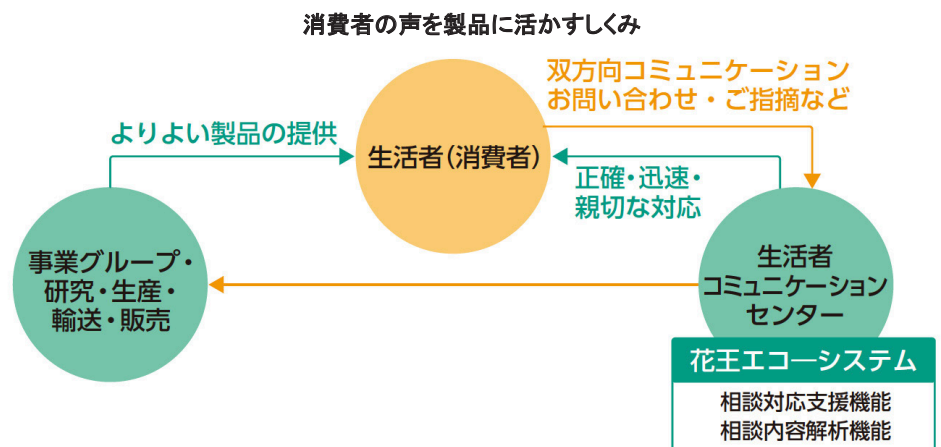 消費者の声を製品に活かすしくみ
双方向コミュニケーション
お問い合わせ・ご指摘など
よりよい製品の提供
生活者(消費者)
正確・迅速・
親切な対応
事業グループ・
研究・生産・
輸送・販売
生活者
コミュニケーション
センター
花王エコ―システム
相談対応支援機能
相談内容解析機能